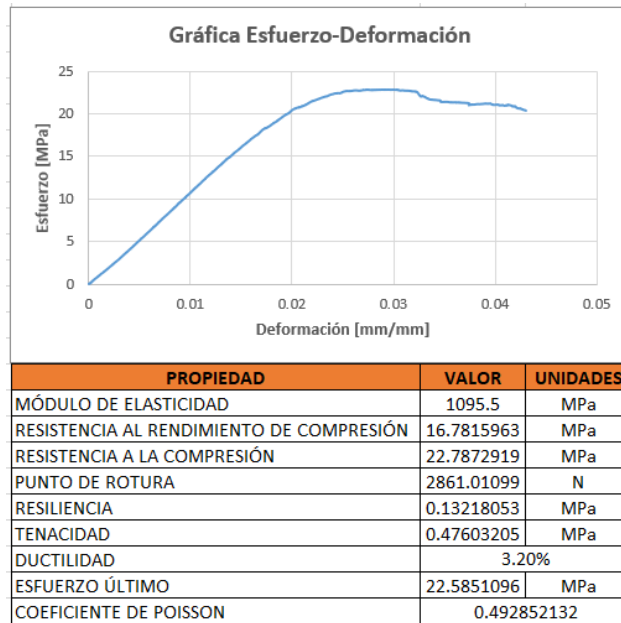 Gráfica Esfuerzo-Deformación
25
20
15
10
5
0
Esfuerzo [MPa]
0 0.01 0.02 0.03 0.04 0.05
Deformación [mm/mm]
PROPIEDAD VALOR UNIDADES
MÓDULO DE ELASTICIDAD 1095.5 MPa
RESISTENCIA AL RENDIMIENTO DE COMPRESIÓN 16.7815963 MPa
RESISTENCIA A LA COMPRESIÓN 22.7872919 MPa
PUNTO DE ROTURA 2861.01099 N
RESILIENCIA 0.13218053 MPa
TENACIDAD 0.47603205 MPa
DUCTILIDAD 3.20%
ESFUERZO ÚLTIMO 22.5851096 MPa
COEFICIENTE DE POISSON 0.492852132